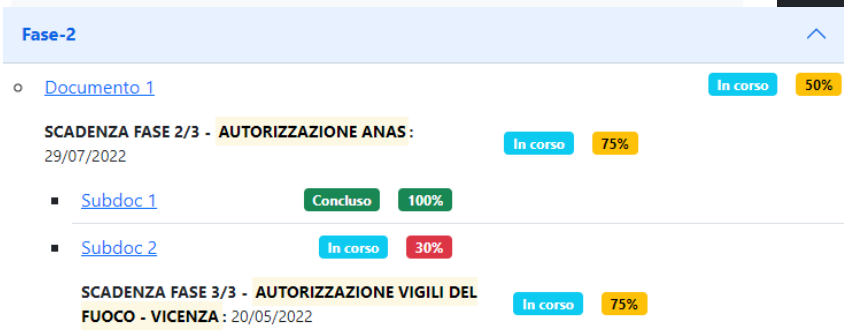 Fase-2
Documento 1 In corso 50%
SCADENZA FASE 2/3 - AUTORIZZAZIONE ANAS:
29/07/2022 In corso 75%
Subdoc 1 Concluso 100%
Subdoc 2 In corso 30%
SCADENZA FASE 3/3 - AUTORIZZAZIONE VIGILI DEL
FUOCO - VICENZA: 20/05/2022 In corso 75%